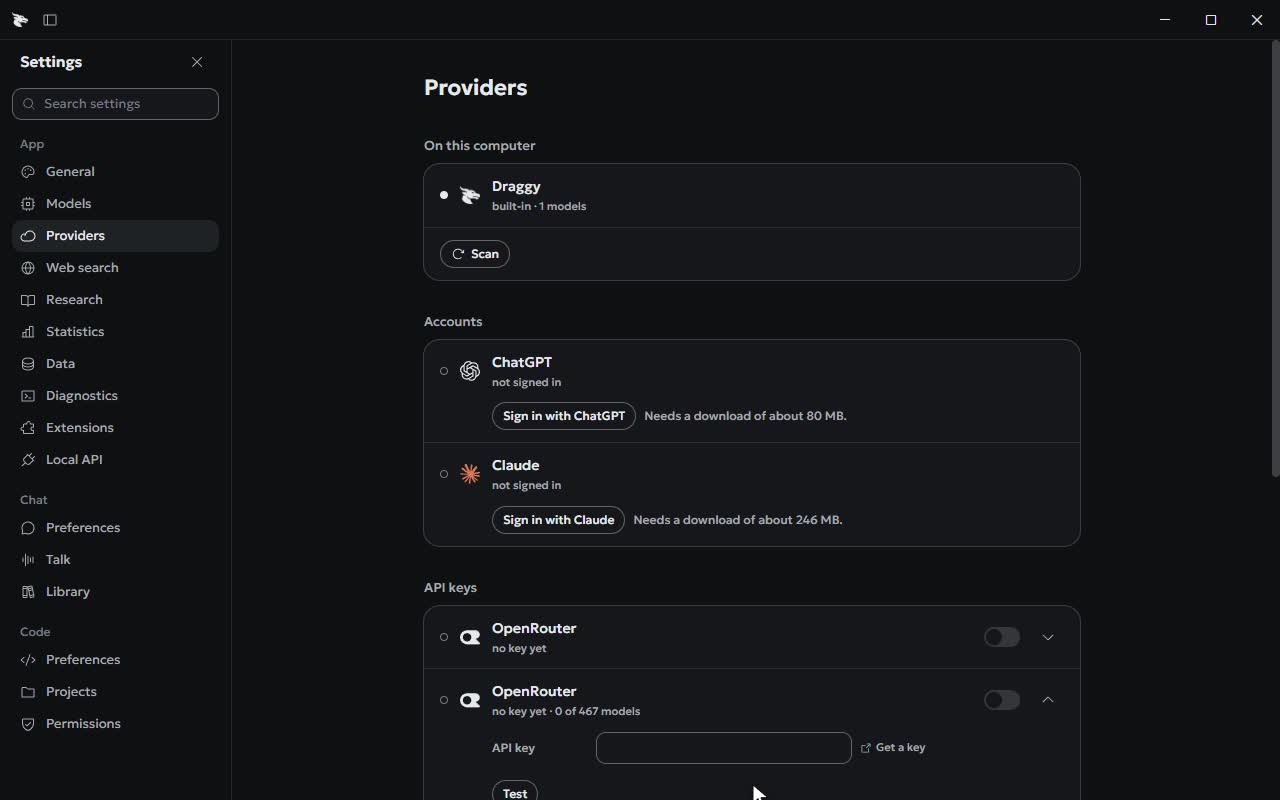 Settings
Search settings
App
General
Models
Providers
Web search
Research
Statistics
Data
Diagnostics
Extensions
Local API
Chat
Preferences
Talk
Library
Code
Preferences
Projects
Permissions
Providers
On this computer
Draggy
built-in · 1 models
Scan
Accounts
ChatGPT
not signed in
Sign in with ChatGPT Needs a download of about 80 MB.
Claude
not signed in
Sign in with Claude Needs a download of about 246 MB.
API keys
OpenRouter
no key yet
OpenRouter
no key yet · 0 of 467 models
API key Get a key
Test